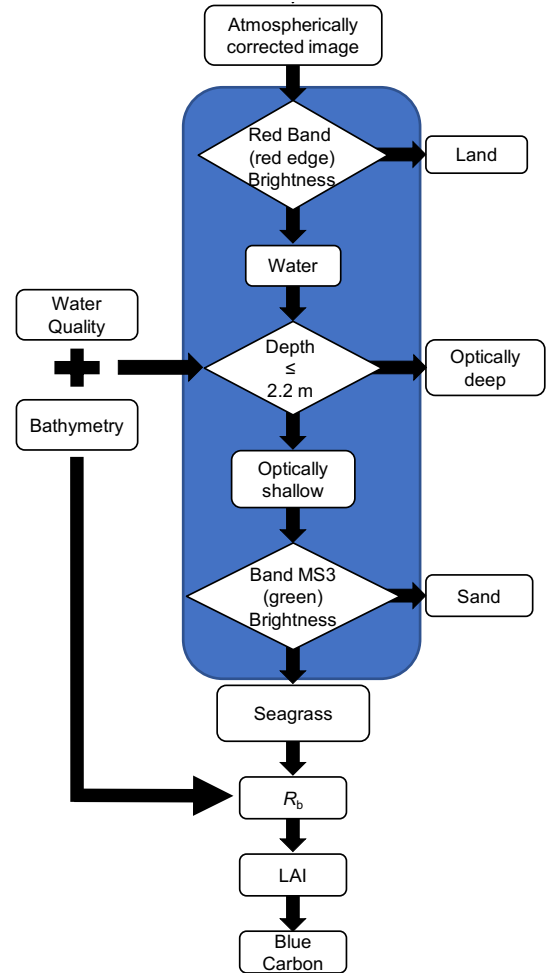 Atmospherically
corrected image
Red Band
(red edge)
Brightness
Land
Water
Water
Quality
Depth
≤
2.2 m
Optically
deep
Bathymetry
Optically
shallow
Band MS3
(green)
Brightness
Sand
Seagrass
R_b
LAI
Blue
Carbon